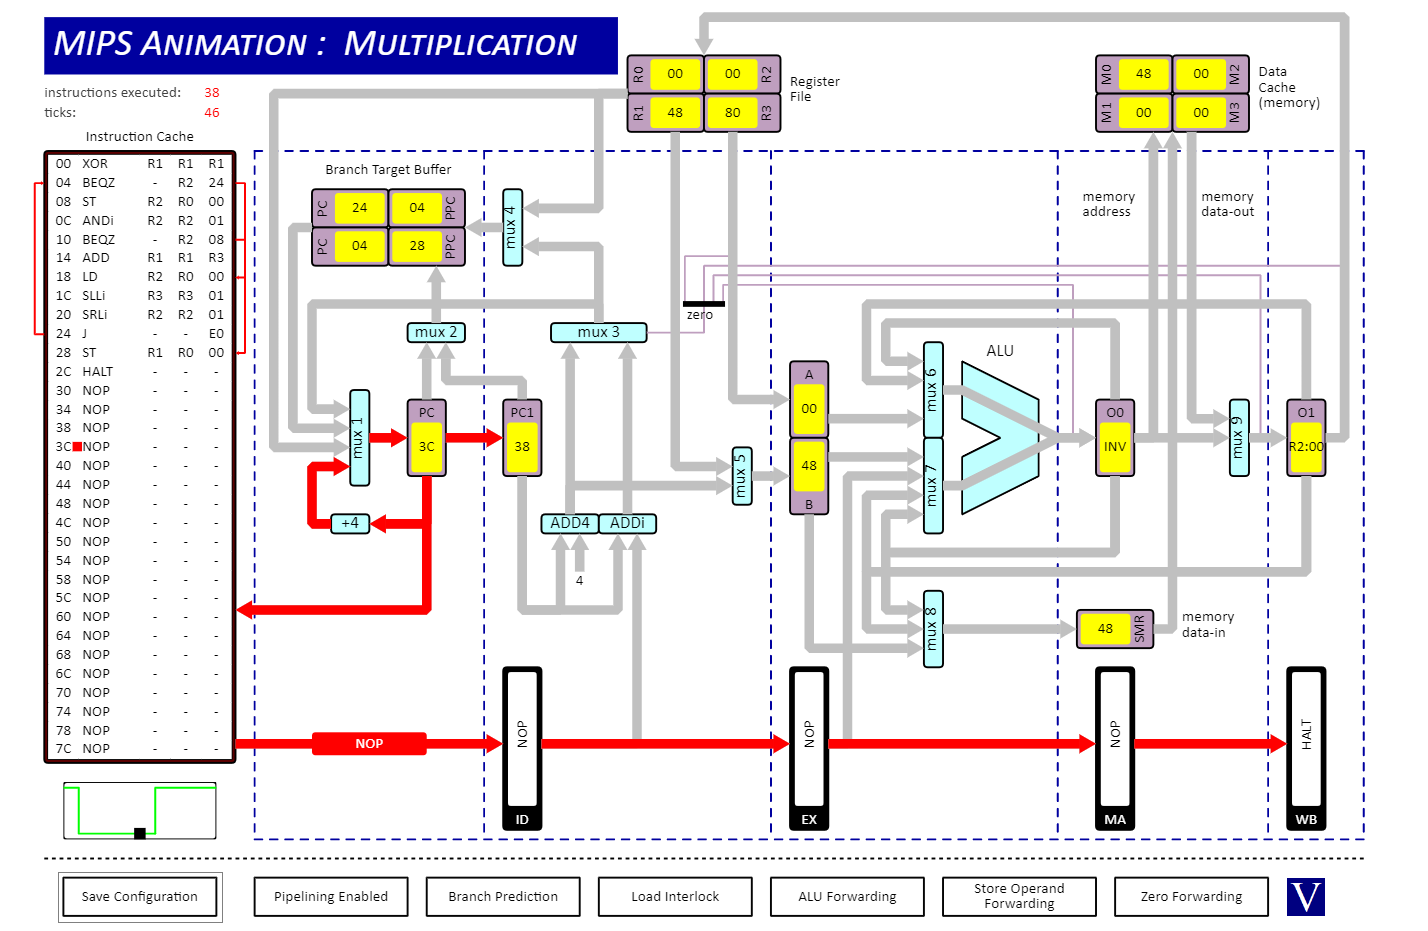 MIPS Animation : Multiplication
instructions executed: 38
ticks: 46
Instruction Cache
00 XOR R1 R1 R1
04 BEQZ - R2 24
08 ST R2 R0 00
0C ANDi R2 R2 01
10 BEQZ - R2 08
14 ADD R1 R1 R3
18 LD R2 R0 00
1C SLLi R3 R3 01
20 SRLi R2 R2 01
24 J E0
28 ST R1 R0 00
2C HALT - - -
30 NOP - - -
34 NOP - - -
38 NOP - - -
3C NOP - - -
40 NOP - - -
44 NOP - - -
48 NOP - - -
4C NOP - - -
50 NOP - - -
54 NOP - - -
58 NOP - - -
5C NOP - - -
60 NOP - - -
64 NOP - - -
68 NOP - - -
6C NOP - - -
70 NOP - - -
74 NOP - - -
78 NOP - - -
7C NOP - - -
R0 00 00 R2
R1 48 80 R3
Register
File
M0 48 00 M2
M1 00 00 M3
Data
Cache
(memory)
Branch Target Buffer
PC 24 04 PPC
PC 04 28 PPC
mux 4
memory
address
memory
data-out
zero
mux 2
mux 3
ALU
mux 1
PC
3C
PC1
38
mux 5
A
00
48
B
mux 6
mux 7
O0
INV
mux 9
O1
R2:00
+4
ADD4
ADDi
4
mux 8
48 SMR
memory
data-in
NOP
NOP
ID
NOP
EX
NOP
MA
HALT
WB
Save Configuration
Pipelining Enabled
Branch Prediction
Load Interlock
ALU Forwarding
Store Operand
Forwarding
Zero Forwarding
V